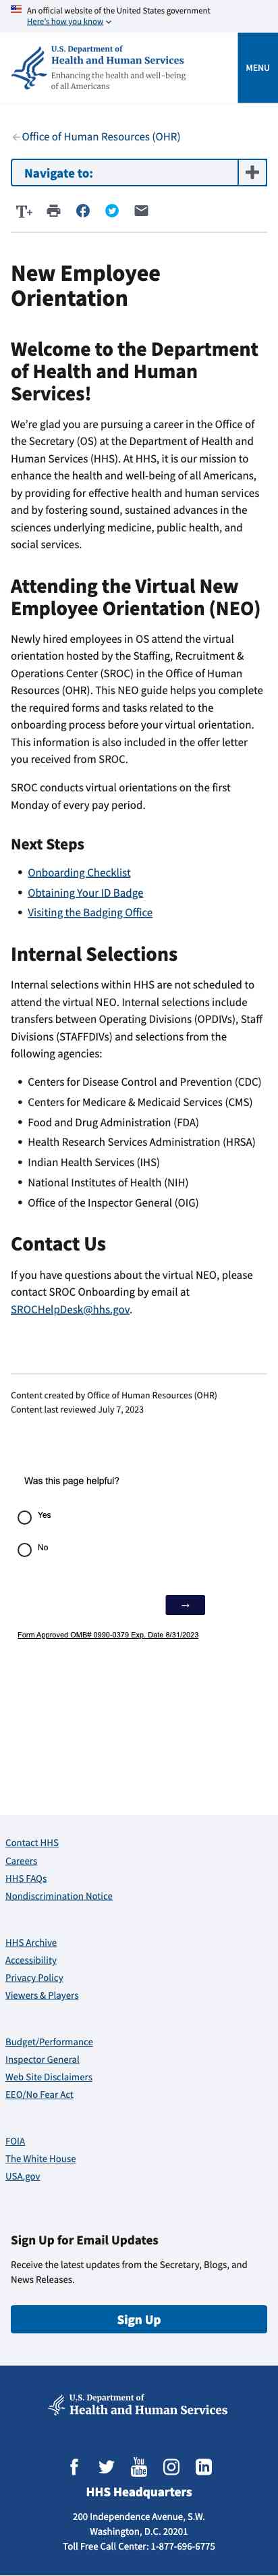 An official website of the United States government
Here's how you know
U.S. Department of
Health and Human Services
Enhancing the health and well-being
of all Americans
MENU
Office of Human Resources (OHR)
Navigate to:
T+
New Employee
Orientation
Welcome to the Department
of Health and Human
Services!
We're glad you are pursuing a career in the Office of
the Secretary (OS) at the Department of Health and
Human Services (HHS). At HHS, it is our mission to
enhance the health and well-being of all Americans,
by providing for effective health and human services
and by fostering sound, sustained advances in the
sciences underlying medicine, public health, and
social services.
Attending the Virtual New
Employee Orientation (NEO)
Newly hired employees in OS attend the virtual
orientation hosted by the Staffing, Recruitment &
Operations Center (SROC) in the Office of Human
Resources (OHR). This NEO guide helps you complete
the required forms and tasks related to the
onboarding process before your virtual orientation.
This information is also included in the offer letter
you received from SROC.
SROC conducts virtual orientations on the first
Monday of every pay period.
Next Steps
• Onboarding Checklist
• Obtaining Your ID Badge
• Visiting the Badging Office
Internal Selections
Internal selections within HHS are not scheduled to
attend the virtual NEO. Internal selections include
transfers between Operating Divisions (OPDIVs), Staff
Divisions (STAFFDIVs) and selections from the
following agencies:
• Centers for Disease Control and Prevention (CDC)
• Centers for Medicare & Medicaid Services (CMS)
• Food and Drug Administration (FDA)
• Health Research Services Administration (HRSA)
• Indian Health Services (IHS)
• National Institutes of Health (NIH)
• Office of the Inspector General (OIG)
Contact Us
If you have questions about the virtual NEO, please
contact SROC Onboarding by email at
SROCHelpDesk@hhs.gov.
Content created by Office of Human Resources (OHR)
Content last reviewed July 7, 2023
Was this page helpful?
Yes
No
→
Form Approved OMB# 0990-0379 Exp. Date 8/31/2023
Contact HHS
Careers
HHS FAQs
Nondiscrimination Notice
HHS Archive
Accessibility
Privacy Policy
Viewers & Players
Budget/Performance
Inspector General
Web Site Disclaimers
EEO/No Fear Act
FOIA
The White House
USA.gov
Sign Up for Email Updates
Receive the latest updates from the Secretary, Blogs, and
News Releases.
Sign Up
U.S. Department of
Health and Human Services
You
Tube
HHS Headquarters
200 Independence Avenue, S.W.
Washington, D.C. 20201
Toll Free Call Center: 1-877-696-6775